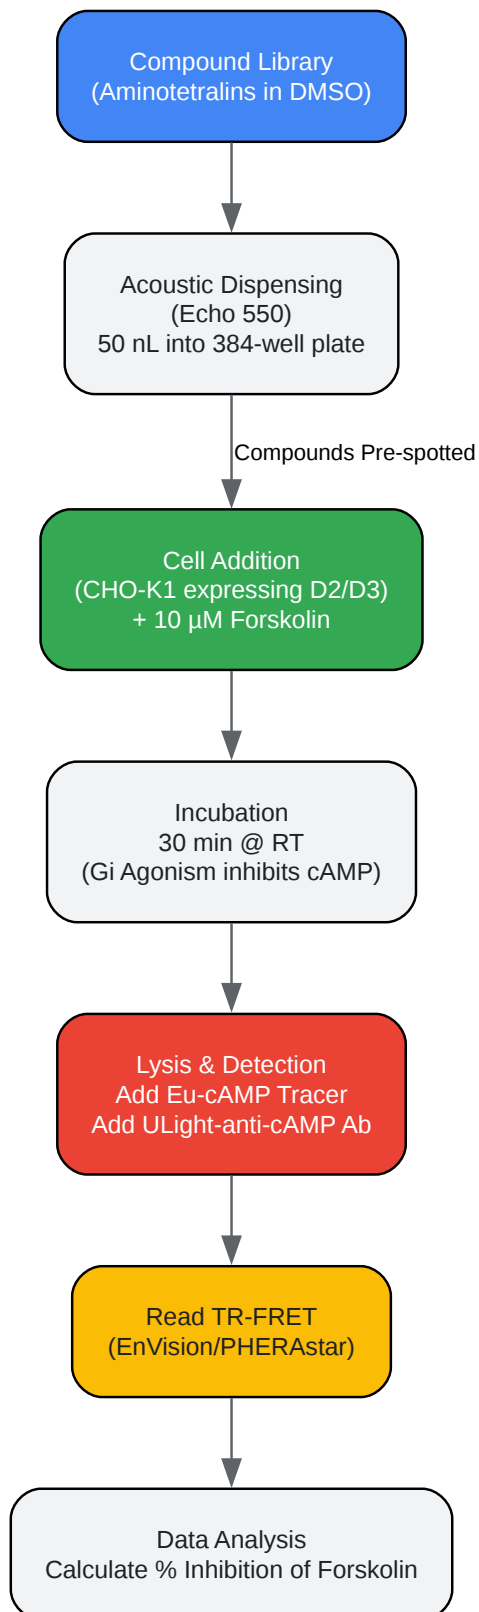 Compound Library
(Aminotetralins in DMSO)
Acoustic Dispensing
(Echo 550)
50 nL into 384-well plate
Compounds Pre-spotted
Cell Addition
(CHO-K1 expressing D2/D3)
+ 10 µM Forskolin
Incubation
30 min @ RT
(Gi Agonism inhibits cAMP)
Lysis & Detection
Add Eu-cAMP Tracer
Add ULight-anti-cAMP Ab
Read TR-FRET
(EnVision/PHERAstar)
Data Analysis
Calculate % Inhibition of Forskolin